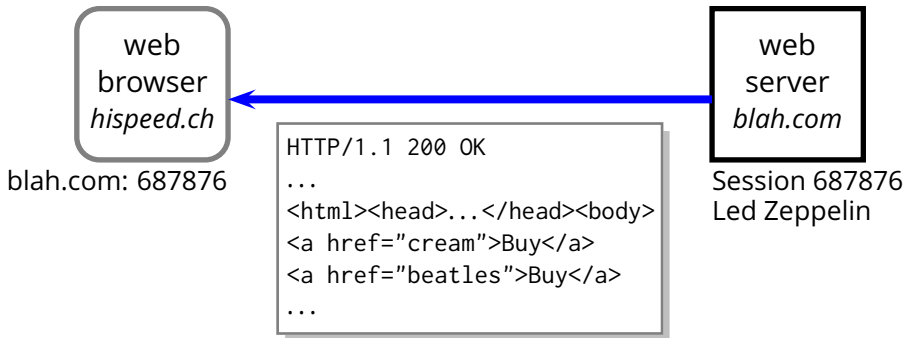 web
browser
hispeed.ch
blah.com: 687876
web
server
blah.com
Session 687876
Led Zeppelin
HTTP/1.1 200 OK
...
<html><head>...</head><body>
<a href="cream">Buy</a>
<a href="beatles">Buy</a>
...